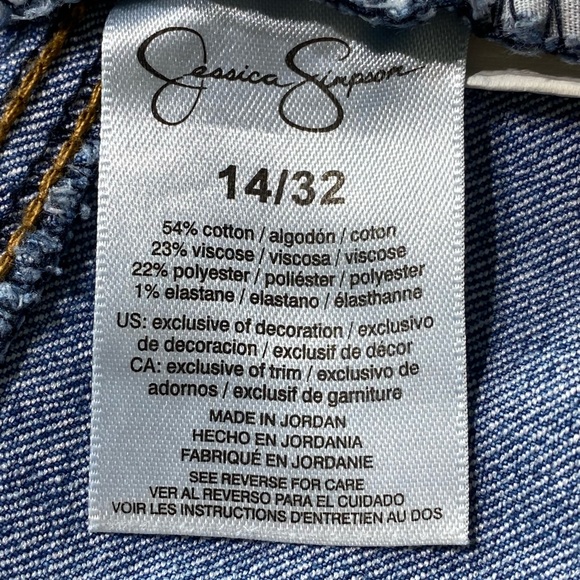 Jessica Simpson
14/32
54% cotton / algodón / coton
23% viscose / viscosa / viscose
22% polyester / poliéster / polyester
1% elastane / elastano / élasthanne
US: exclusive of decoration / exclusivo
de decoracion / exclusif de décor
CA: exclusive of trim / exclusivo de
adornos / exclusif de garniture
MADE IN JORDAN
HECHO EN JORDANIA
FABRIQUÉ EN JORDANIE
SEE REVERSE FOR CARE
VER AL REVERSO PARA EL CUIDADO
VOIR LES INSTRUCTIONS D'ENTRETIEN AU DOS